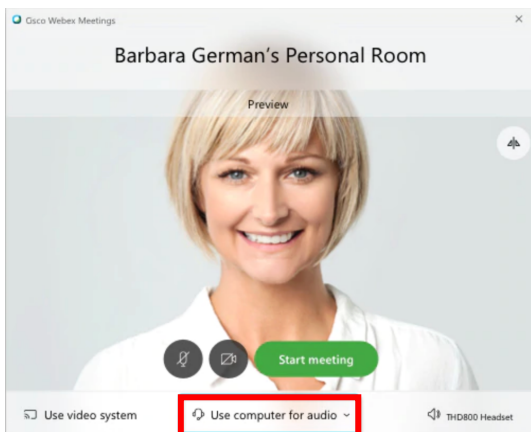 Cisco Webex Meetings
Barbara German's Personal Room
Preview
Start meeting
Use video system
Use computer for audio
THD800 Headset